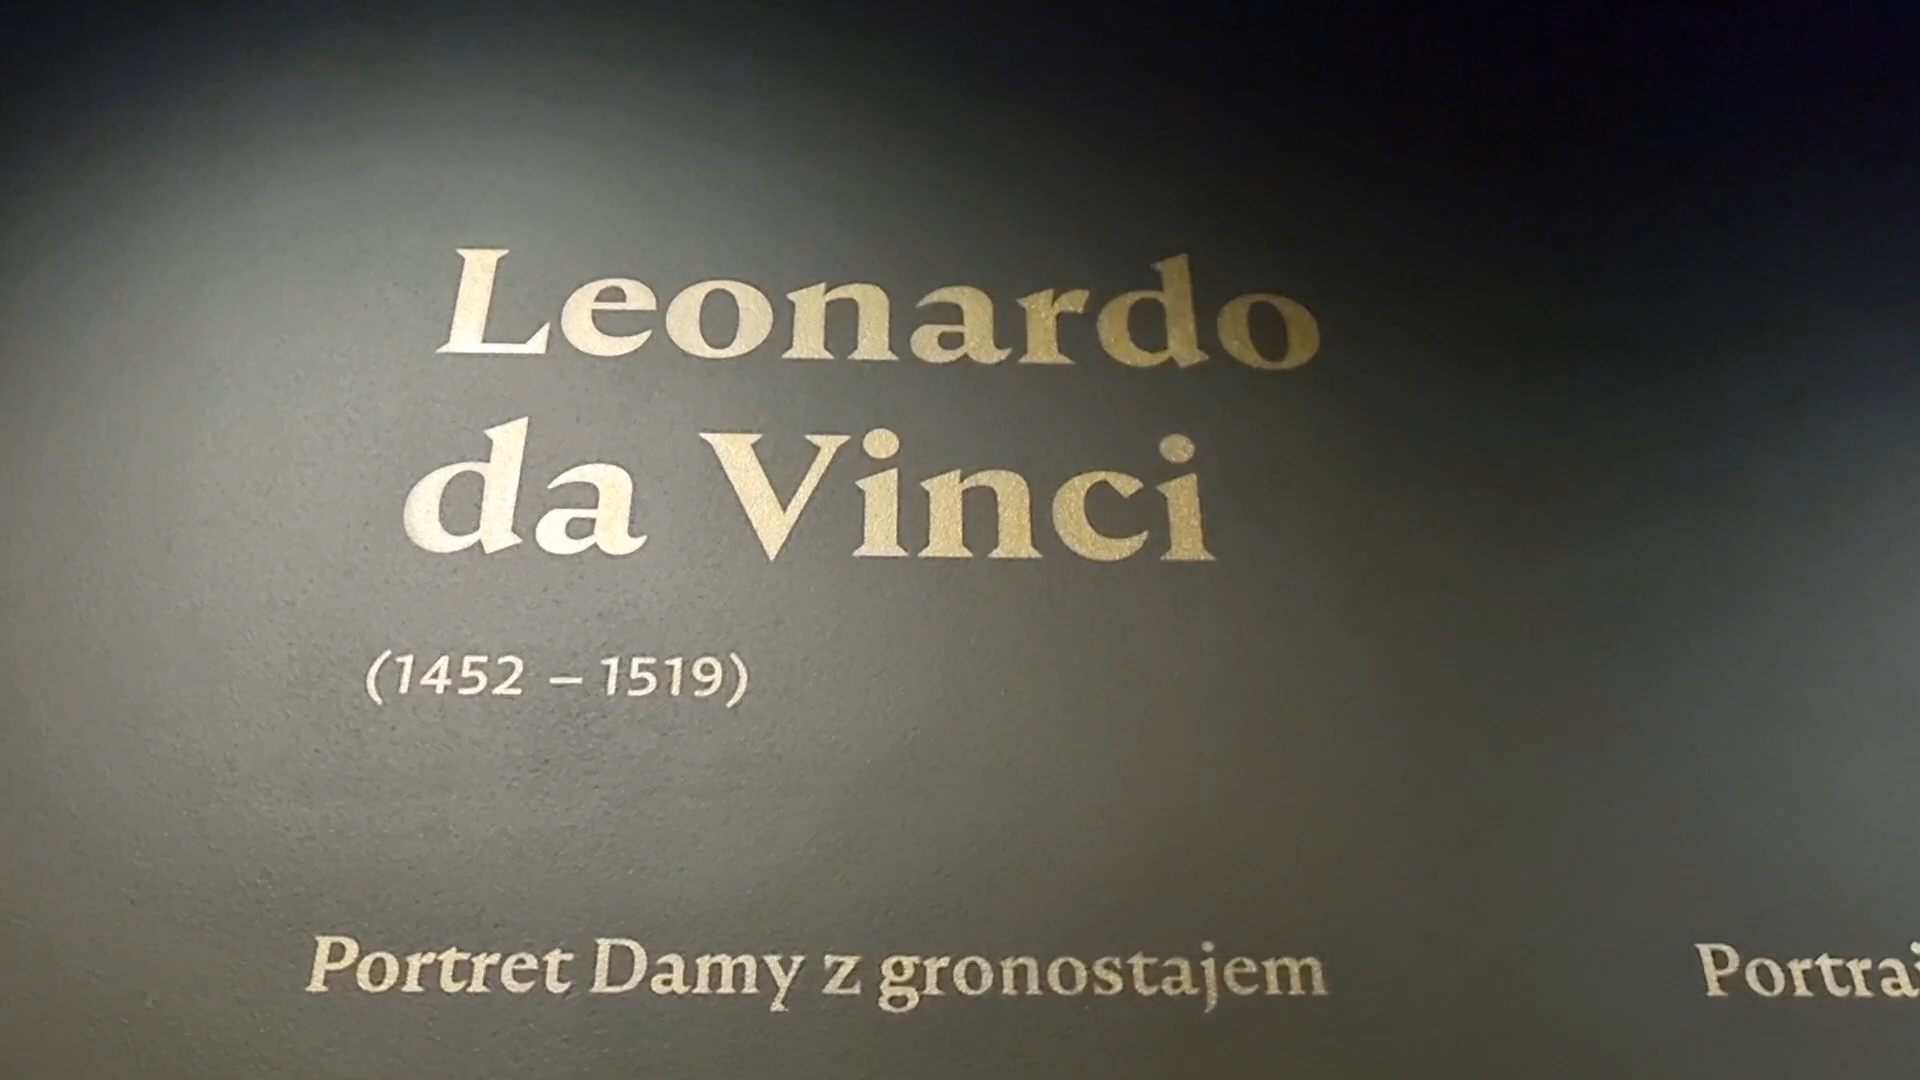 Leonardo
da Vinci
(1452 – 1519)
Portret Damy z gronostajem